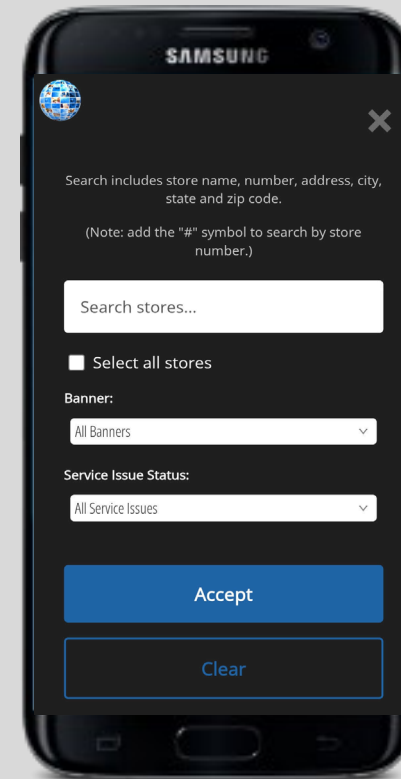 SAMSUNG
Search includes store name, number, address, city,
state and zip code.
(Note: add the "#" symbol to search by store
number.)
Search stores...
Select all stores
Banner:
All Banners
Service Issue Status:
All Service Issues
Accept
Clear